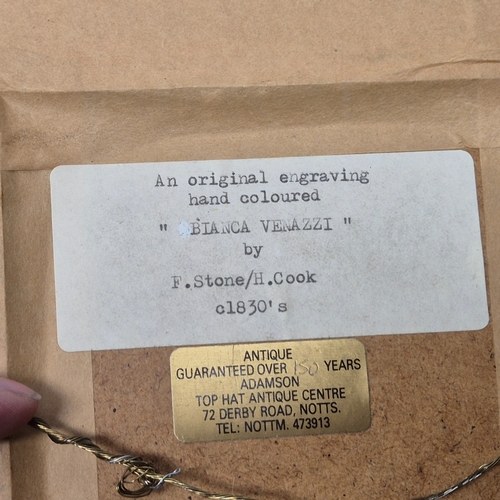 An original engraving
hand coloured
" BIANCA VENAZZI "
by
F.Stone/H.Cook
c1830's
ANTIQUE
GUARANTEED OVER 150 YEARS
ADAMSON
TOP HAT ANTIQUE CENTRE
72 DERBY ROAD, NOTTS.
TEL: NOTTM. 473913